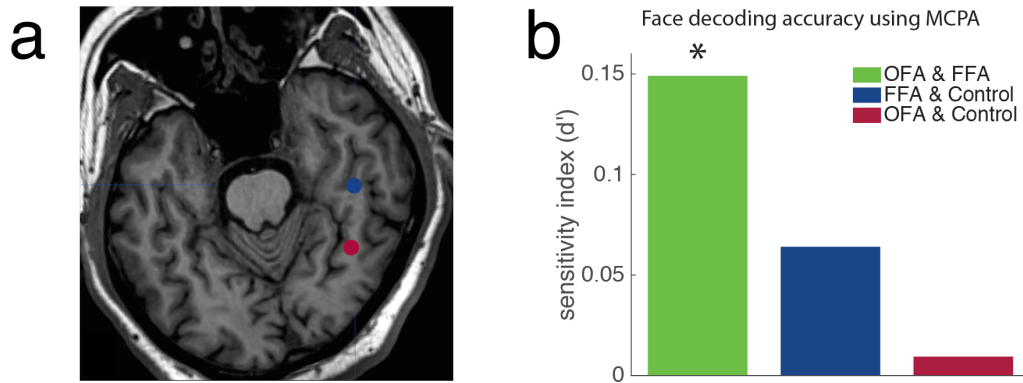 a
b
Face decoding accuracy using MCPA
*
sensitivity index (d')
0.15
0.1
0.05
0
OFA & FFA
FFA & Control
OFA & Control